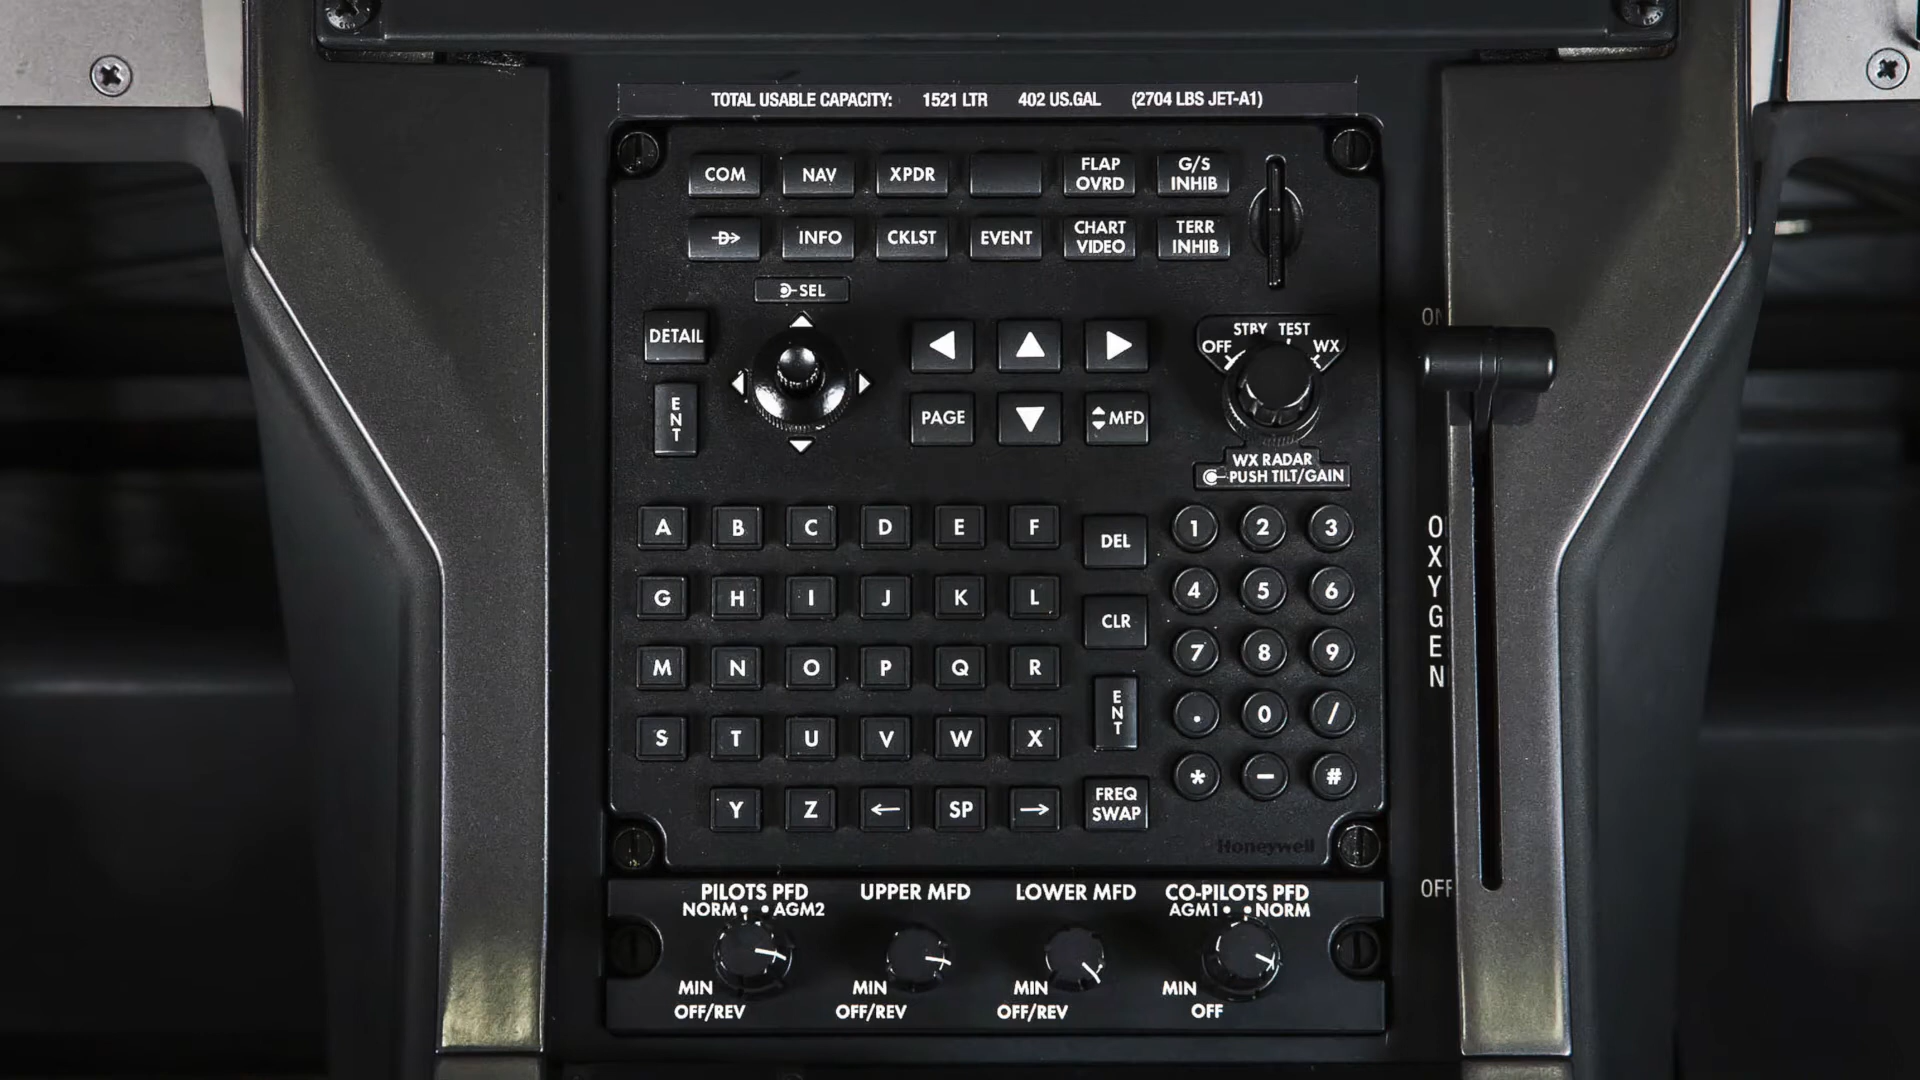 TOTAL USABLE CAPACITY: 1521 LTR 402 US.GAL (2704 LBS JET-A1)
COM NAV XPDR FLAP OVRD G/S INHIB
D INFO CKLST EVENT CHART VIDEO TERR INHIB
SEL
DETAIL
ENT
PAGE MFD
STBY TEST
OFF WX
WX RADAR
PUSH TILT/GAIN
ON
OXYGEN
OFF
A B C D E F DEL 1 2 3
G H I J K L CLR 4 5 6
M N O P Q R ENT 7 8 9
S T U V W X . 0 /
Y Z ← SP → FREQ SWAP * – #
Honeywell
PILOTS PFD UPPER MFD LOWER MFD CO-PILOTS PFD
NORM AGM2 AGM1 NORM
MIN MIN MIN MIN
OFF/REV OFF/REV OFF/REV OFF